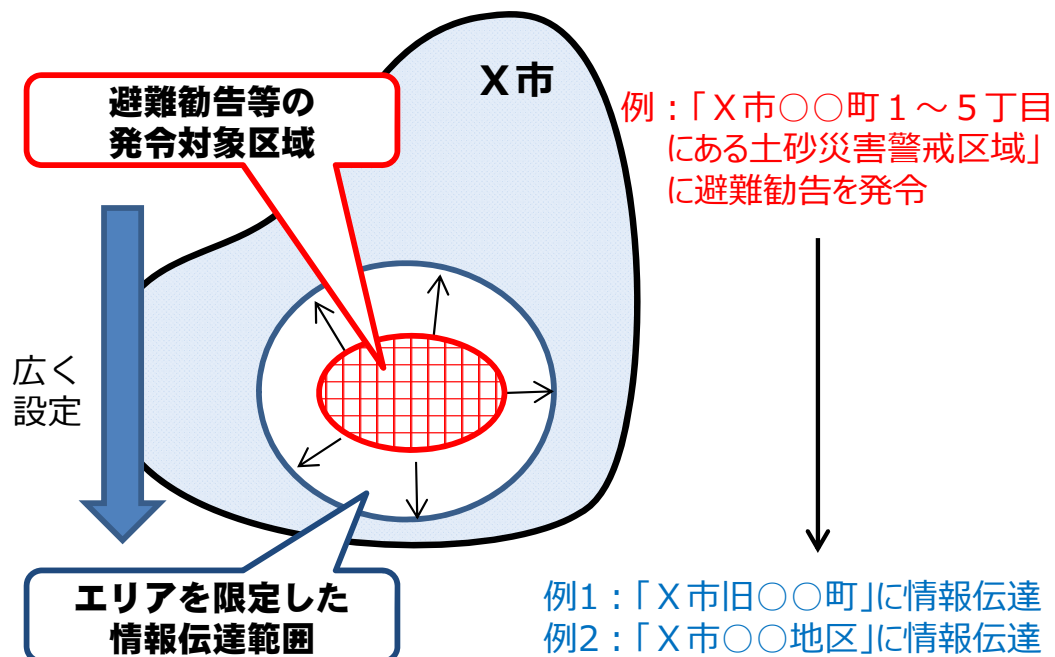 X市
避難勧告等の
発令対象区域
例：「X市○○町１～５丁目
にある土砂災害警戒区域」
に避難勧告を発令
広く
設定
エリアを限定した
情報伝達範囲
例1：「X市旧○○町」に情報伝達
例2：「X市○○地区」に情報伝達